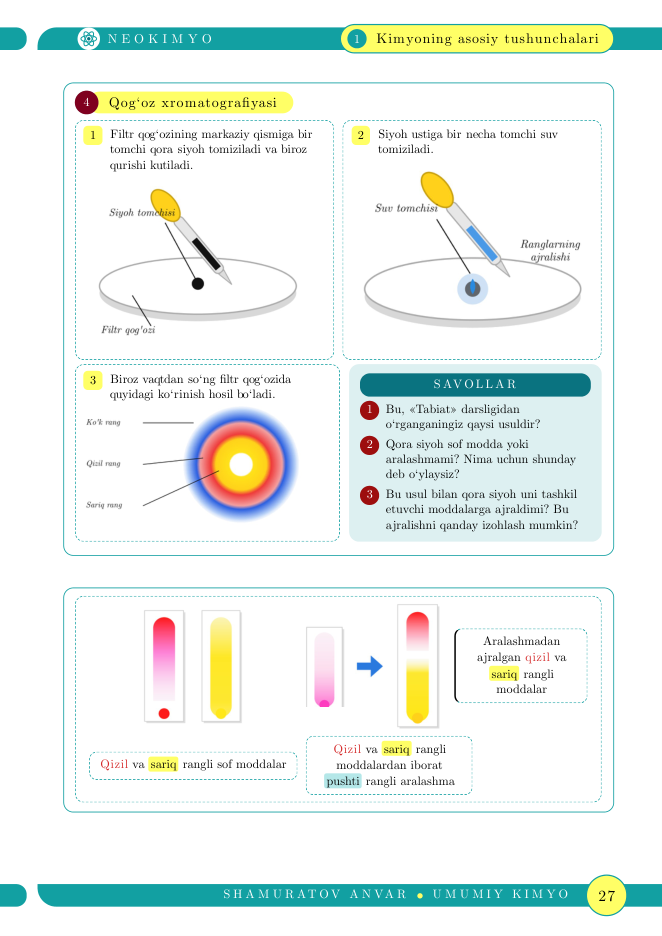 NEOKIMYO
1 Kimyoning asosiy tushunchalari
4 Qog‘oz xromatografiyasi
1 Filtr qog‘ozining markaziy qismiga bir
tomchi qora siyoh tomiziladi va biroz
qurishi kutiladi.
Siyoh tomchisi
Filtr qog'ozi
2 Siyoh ustiga bir necha tomchi suv
tomiziladi.
Suv tomchisi
Ranglarning
ajralishi
3 Biroz vaqtdan so‘ng filtr qog‘ozida
quyidagi ko‘rinish hosil bo‘ladi.
Ko'k rang
Qizil rang
Sariq rang
SAVOLLAR
1 Bu, «Tabiat» darsligidan
o‘rganganingiz qaysi usuldir?
2 Qora siyoh sof modda yoki
aralashmami? Nima uchun shunday
deb o‘ylaysiz?
3 Bu usul bilan qora siyoh uni tashkil
etuvchi moddalarga ajraldimi? Bu
ajralishni qanday izohlash mumkin?
Qizil va sariq rangli sof moddalar
Qizil va sariq rangli
moddalardan iborat
pushti rangli aralashma
Aralashmadan
ajralgan qizil va
sariq rangli
moddalar
SHAMURATOV ANVAR • UMUMIY KIMYO
27